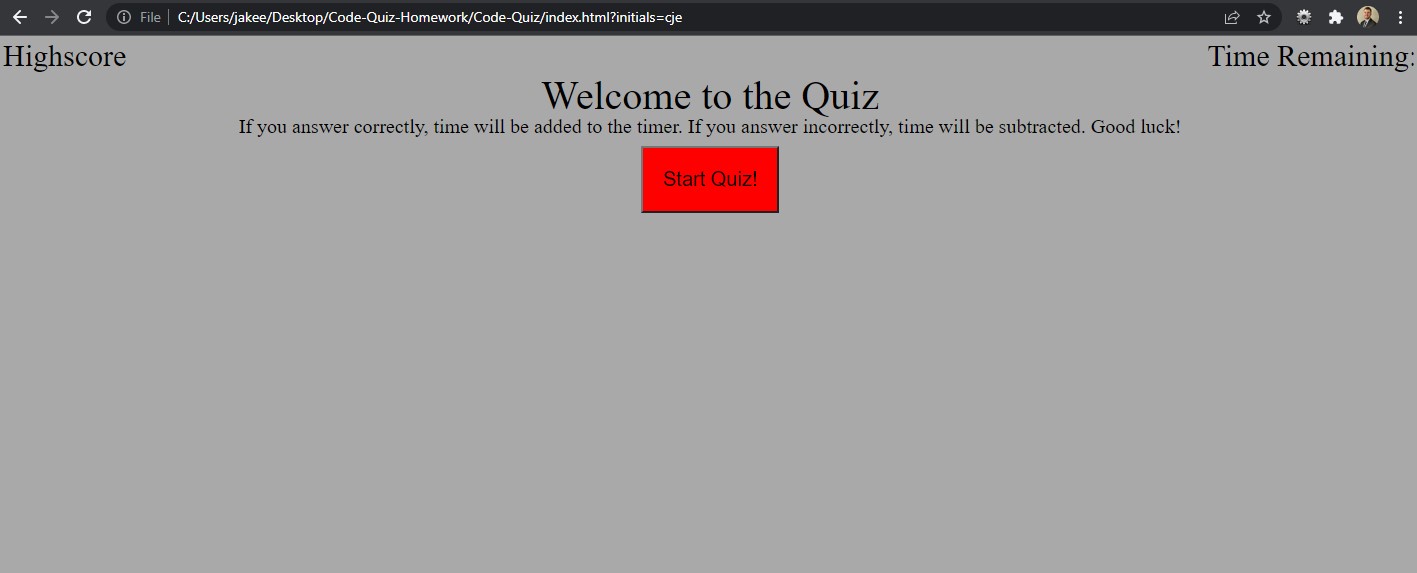 File C:/Users/jakee/Desktop/Code-Quiz-Homework/Code-Quiz/index.html?initials=cje
Highscore
Time Remaining:
Welcome to the Quiz
If you answer correctly, time will be added to the timer. If you answer incorrectly, time will be subtracted. Good luck!
Start Quiz!